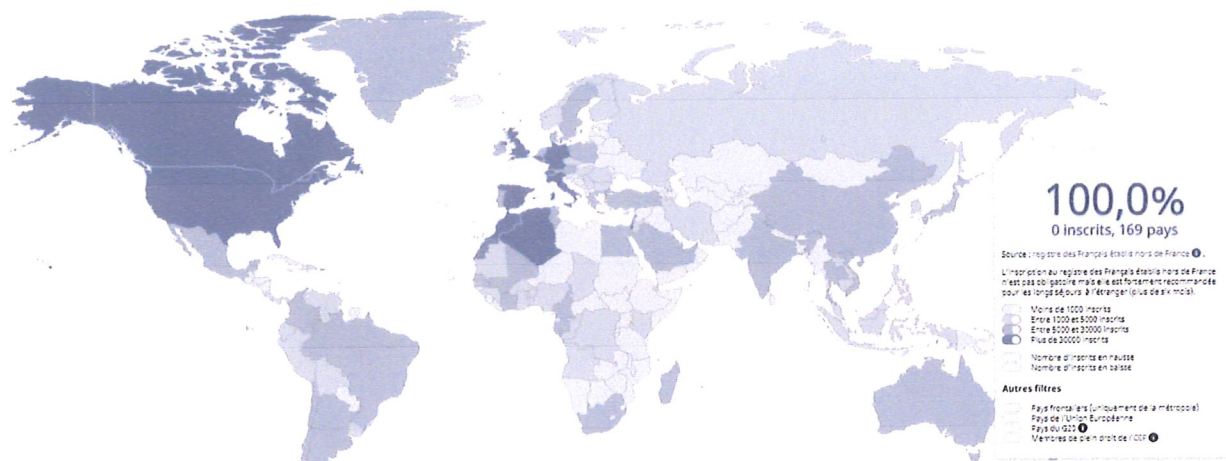 100,0%
0 inscrits, 169 pays
Source : registre des Français établis hors de France
L'inscription au registre des Français établis hors de France
n'est pas obligatoire mais elle est fortement recommandée
pour les longs séjours à l'étranger (plus de six mois).
Moins de 1000 inscrits
Entre 1000 et 5000 inscrits
Entre 5000 et 30000 inscrits
Plus de 30000 inscrits
Nombre d'inscrits en hausse
Nombre d'inscrits en baisse
Autres filtres
Pays frontaliers (uniquement de la métropole)
Pays de l'Union Européenne
Pays du G20
Membres de plein droit de l'OIF